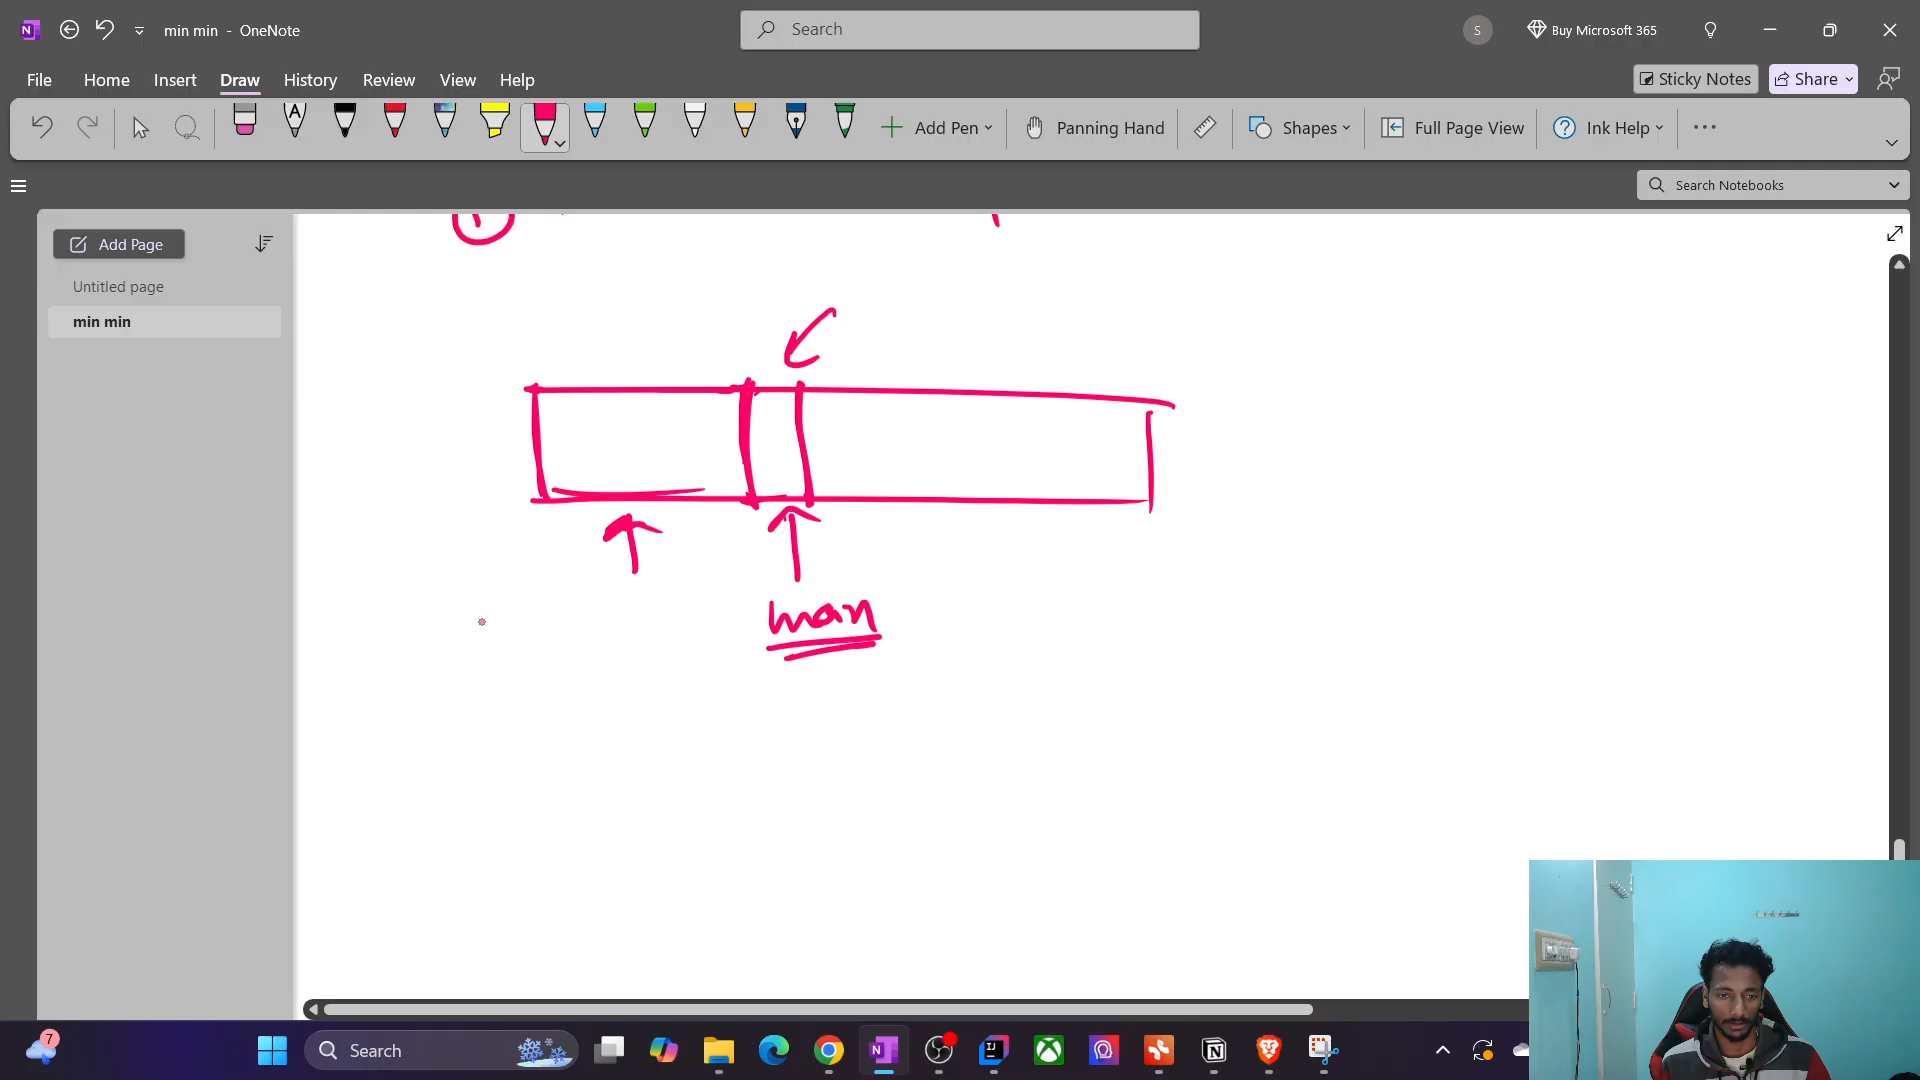 min min - OneNote
Search
S
Buy Microsoft 365
File Home Insert Draw History Review View Help
Sticky Notes
Share
Add Pen
Panning Hand
Shapes
Full Page View
Ink Help
Search Notebooks
Add Page
Untitled page
min min
7
Search